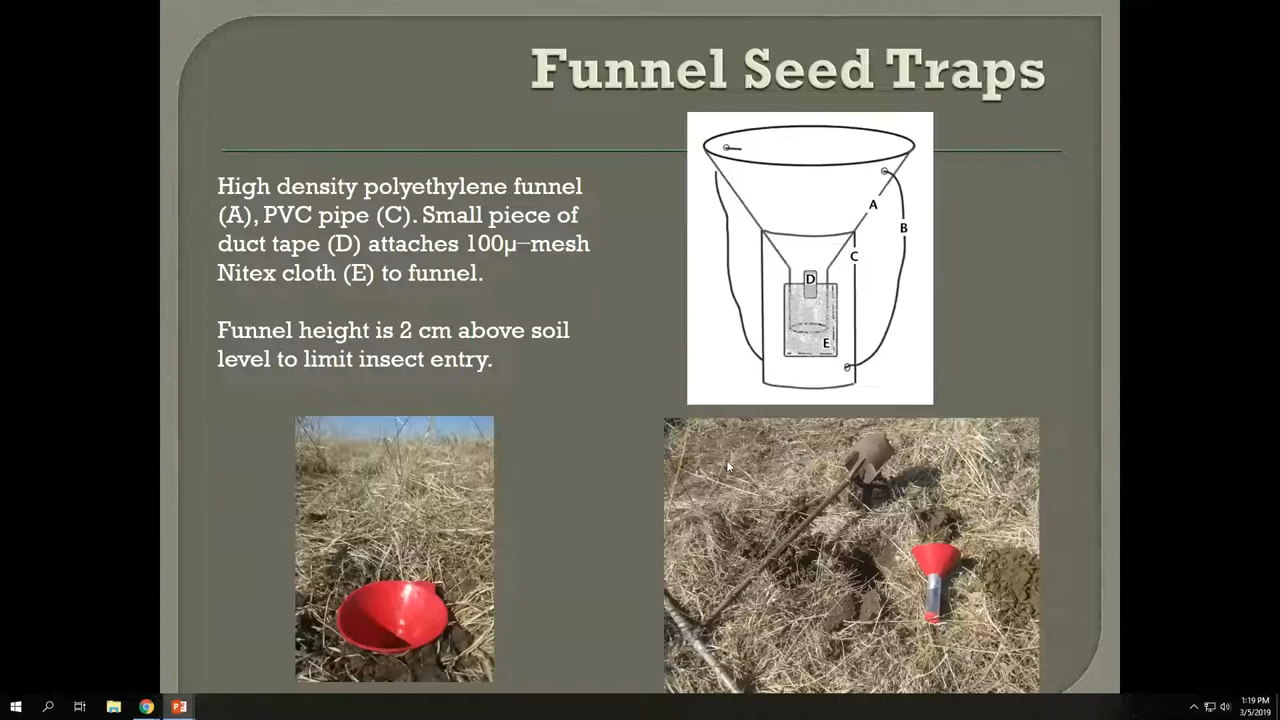 Funnel Seed Traps
High density polyethylene funnel
(A), PVC pipe (C). Small piece of
duct tape (D) attaches 100µ–mesh
Nitex cloth (E) to funnel.
Funnel height is 2 cm above soil
level to limit insect entry.
A
B
C
D
E
1:19 PM
3/5/2019